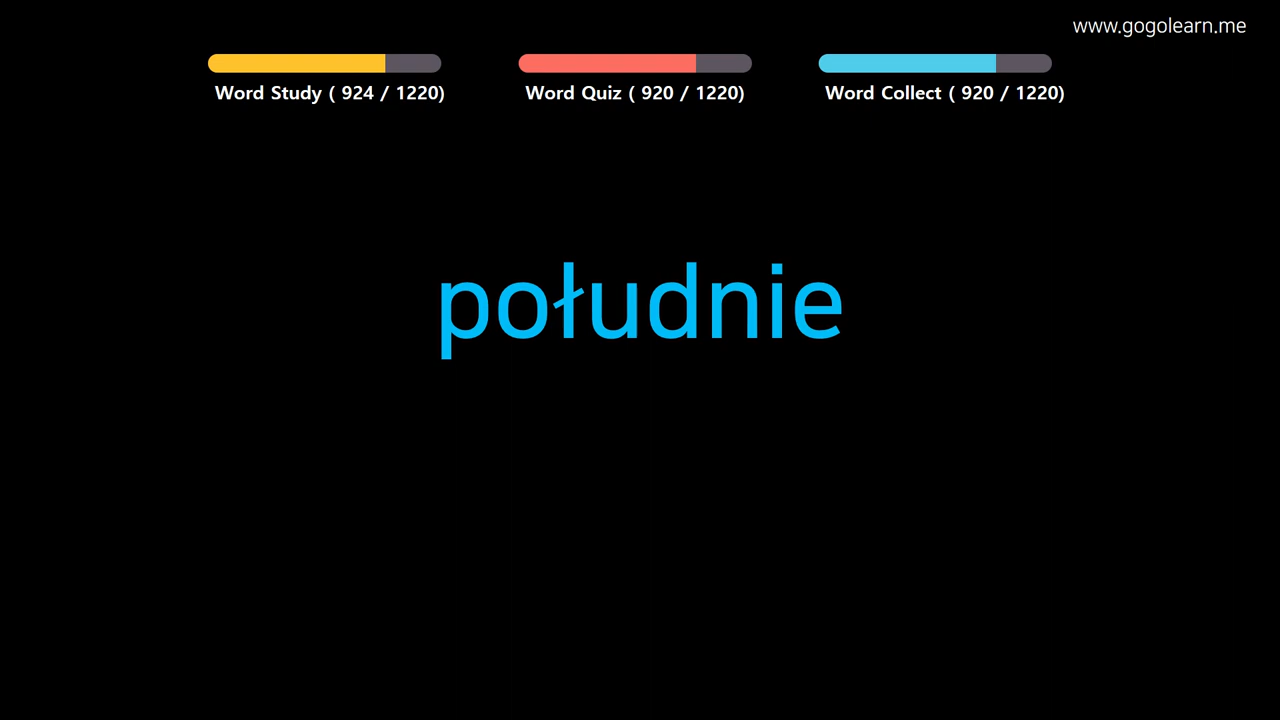 www.gogolearn.me
Word Study ( 924 / 1220)
Word Quiz ( 920 / 1220)
Word Collect ( 920 / 1220)
południe